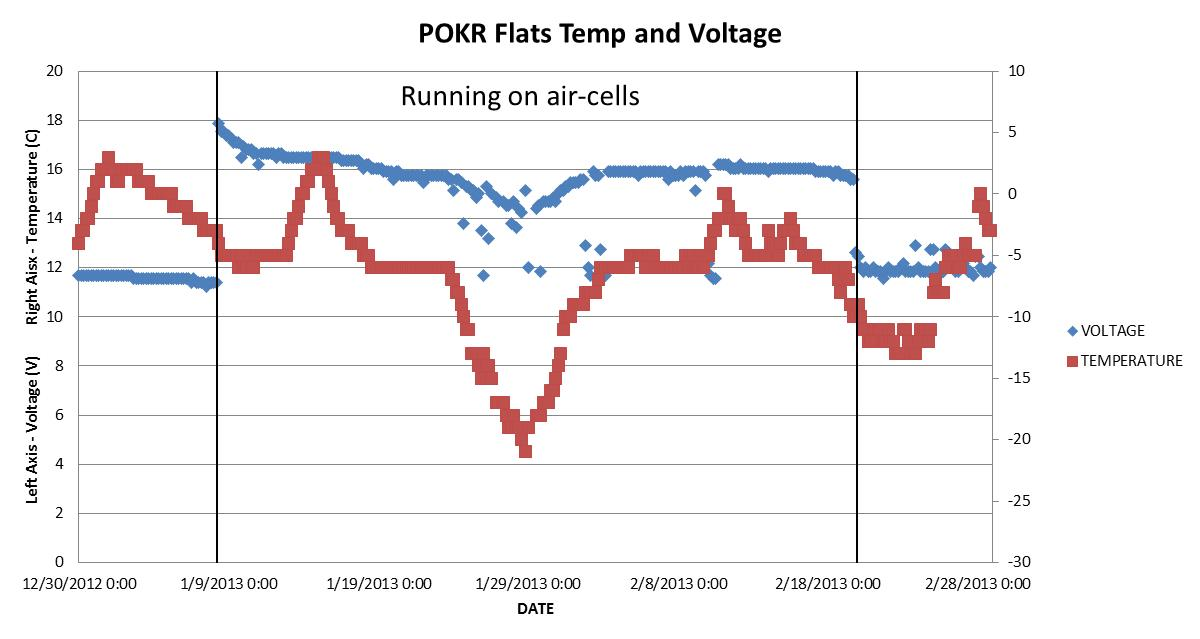 POKR Flats Temp and Voltage
Running on air-cells
Left Axis - Voltage (V) Right Aisx - Temperature (C)
20
18
16
14
12
10
8
6
4
2
0
10
5
0
-5
-10
-15
-20
-25
-30
12/30/2012 0:00 1/9/2013 0:00 1/19/2013 0:00 1/29/2013 0:00 2/8/2013 0:00 2/18/2013 0:00 2/28/2013 0:00
DATE
VOLTAGE
TEMPERATURE